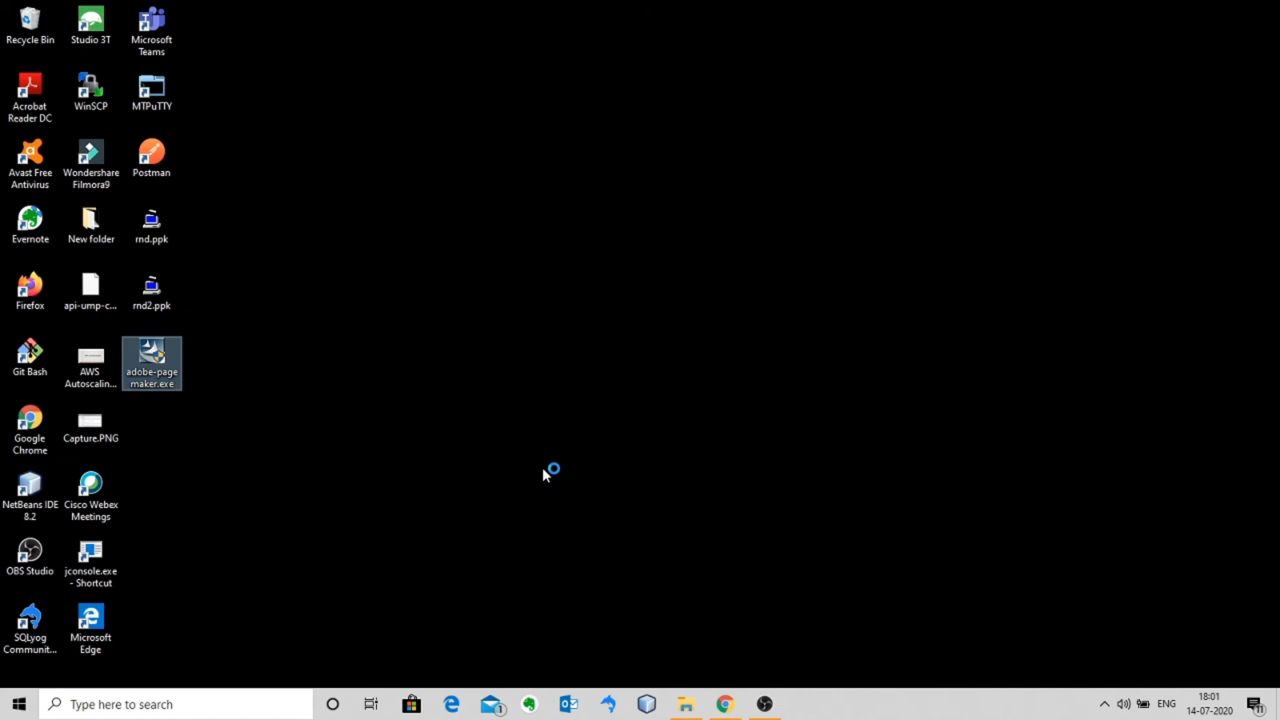 Recycle Bin
Studio 3T
Microsoft
Teams
Acrobat
Reader DC
WinSCP
MTPuTTY
Avast Free
Antivirus
Wondershare
Filmora9
Postman
Evernote
New folder
rnd.ppk
Firefox
api-ump-c...
rnd2.ppk
Git Bash
AWS
Autoscalin...
adobe-page
maker.exe
Google
Chrome
Capture.PNG
NetBeans IDE
8.2
Cisco Webex
Meetings
OBS Studio
jconsole.exe
- Shortcut
SQLyog
Communit...
Microsoft
Edge
Type here to search
1
ENG
18:01
14-07-2020
11